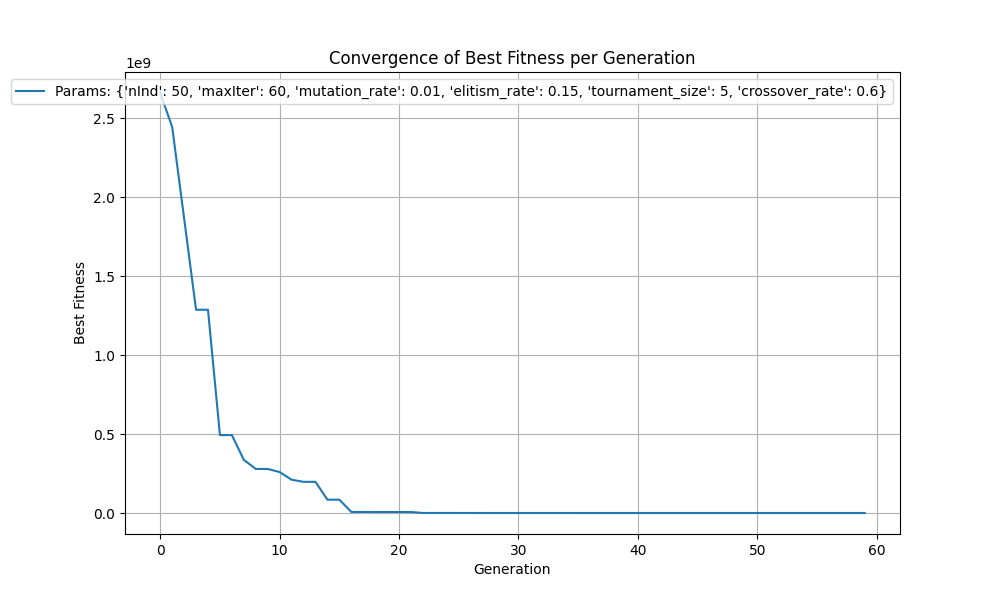 Convergence of Best Fitness per Generation
1e9
Params: {'nInd': 50, 'maxIter': 60, 'mutation_rate': 0.01, 'elitism_rate': 0.15, 'tournament_size': 5, 'crossover_rate': 0.6}
2.5
2.0
1.5
1.0
0.5
0.0
Best Fitness
0 10 20 30 40 50 60
Generation